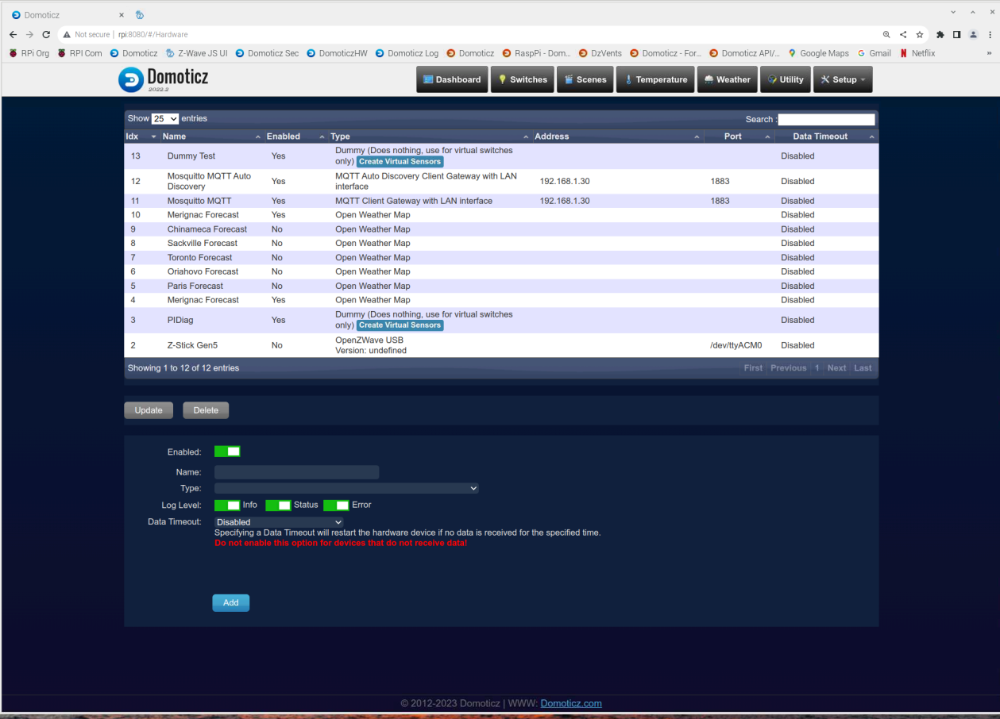 Domoticz
Not secure | rpi:8080/#/Hardware
RPi Org RPI Com Domoticz Z-Wave JS UI Domoticz Sec DomoticzHW Domoticz Log Domoticz RaspPi - Dom... DzVents Domoticz - For... Domoticz API/... Google Maps Gmail Netflix »
Domoticz
2022.2
Dashboard Switches Scenes Temperature Weather Utility Setup
Show 25 entries Search :
Idx Name Enabled Type Address Port Data Timeout
13 Dummy Test Yes Dummy (Does nothing, use for virtual switches
only) Create Virtual Sensors Disabled
12 Mosquitto MQTT Auto
Discovery Yes MQTT Auto Discovery Client Gateway with LAN
interface 192.168.1.30 1883 Disabled
11 Mosquitto MQTT Yes MQTT Client Gateway with LAN interface 192.168.1.30 1883 Disabled
10 Merignac Forecast Yes Open Weather Map Disabled
9 Chinameca Forecast No Open Weather Map Disabled
8 Sackville Forecast No Open Weather Map Disabled
7 Toronto Forecast No Open Weather Map Disabled
6 Oriahovo Forecast No Open Weather Map Disabled
5 Paris Forecast No Open Weather Map Disabled
4 Merignac Forecast Yes Open Weather Map Disabled
3 PIDiag Yes Dummy (Does nothing, use for virtual switches
only) Create Virtual Sensors Disabled
2 Z-Stick Gen5 No OpenZWave USB
Version: undefined /dev/ttyACM0 Disabled
Showing 1 to 12 of 12 entries First Previous 1 Next Last
Update Delete
Enabled:
Name:
Type:
Log Level: Info Status Error
Data Timeout: Disabled
Specifying a Data Timeout will restart the hardware device if no data is received for the specified time.
Do not enable this option for devices that do not receive data!
Add
© 2012-2023 Domoticz | WWW: Domoticz.com